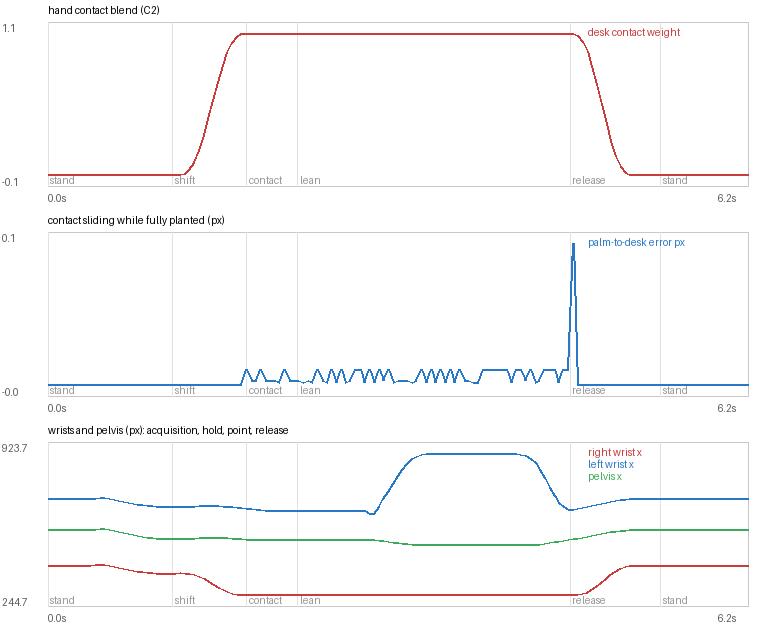 hand contact blend (C2)
1.1
desk contact weight
-0.1
stand shift contact lean release stand
0.0s 6.2s
contact sliding while fully planted (px)
0.1
palm-to-desk error px
-0.0
stand shift contact lean release stand
0.0s 6.2s
wrists and pelvis (px): acquisition, hold, point, release
923.7
right wrist x
left wrist x
pelvis x
244.7
stand shift contact lean release stand
0.0s 6.2s